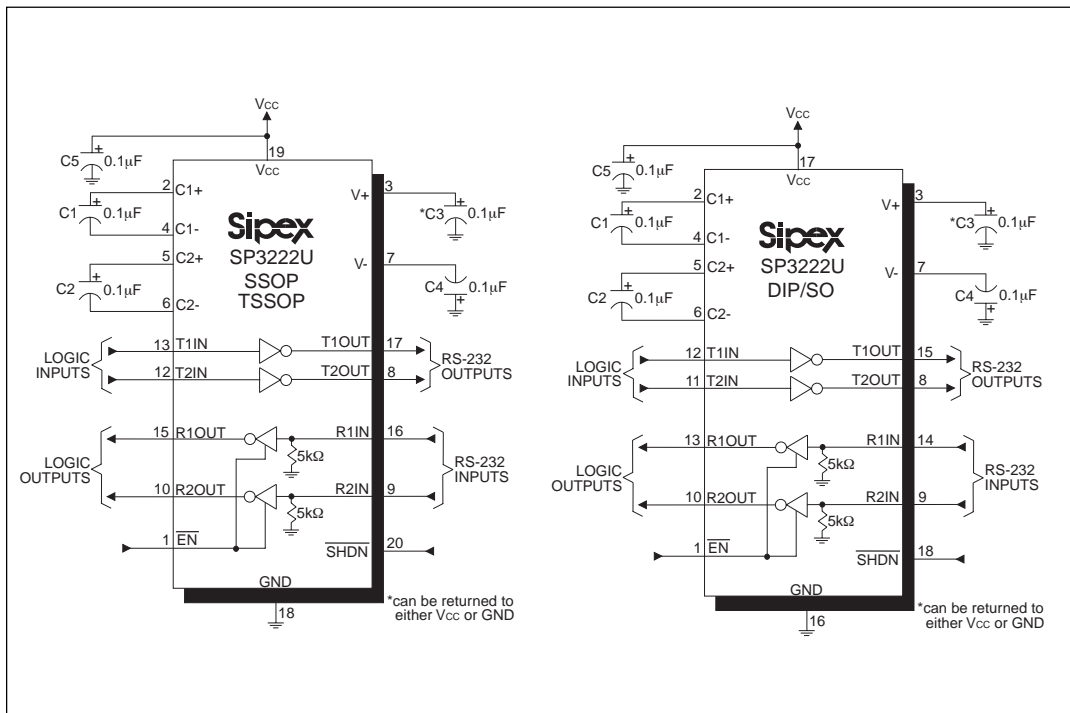 VCC
C5 + 0.1µF
19
VCC
2 C1+
C1 + 0.1µF
4 C1-
5 C2+
C2 + 0.1µF
6 C2-
V+ 3
*C3 + 0.1µF
V- 7
C4 + 0.1µF
Sipex
SP3222U
SSOP
TSSOP
LOGIC
INPUTS
13 T1IN T1OUT 17
12 T2IN T2OUT 8
RS-232
OUTPUTS
LOGIC
OUTPUTS
15 R1OUT R1IN 16
5kΩ
10 R2OUT R2IN 9
5kΩ
RS-232
INPUTS
1 EN
SHDN 20
GND
18
*can be returned to
either VCC or GND
VCC
C5 + 0.1µF
17
VCC
2 C1+
C1 + 0.1µF
4 C1-
5 C2+
C2 + 0.1µF
6 C2-
V+ 3
*C3 + 0.1µF
V- 7
C4 + 0.1µF
Sipex
SP3222U
DIP/SO
LOGIC
INPUTS
12 T1IN T1OUT 15
11 T2IN T2OUT 8
RS-232
OUTPUTS
LOGIC
OUTPUTS
13 R1OUT R1IN 14
5kΩ
10 R2OUT R2IN 9
5kΩ
RS-232
INPUTS
1 EN
SHDN 18
GND
16
*can be returned to
either VCC or GND